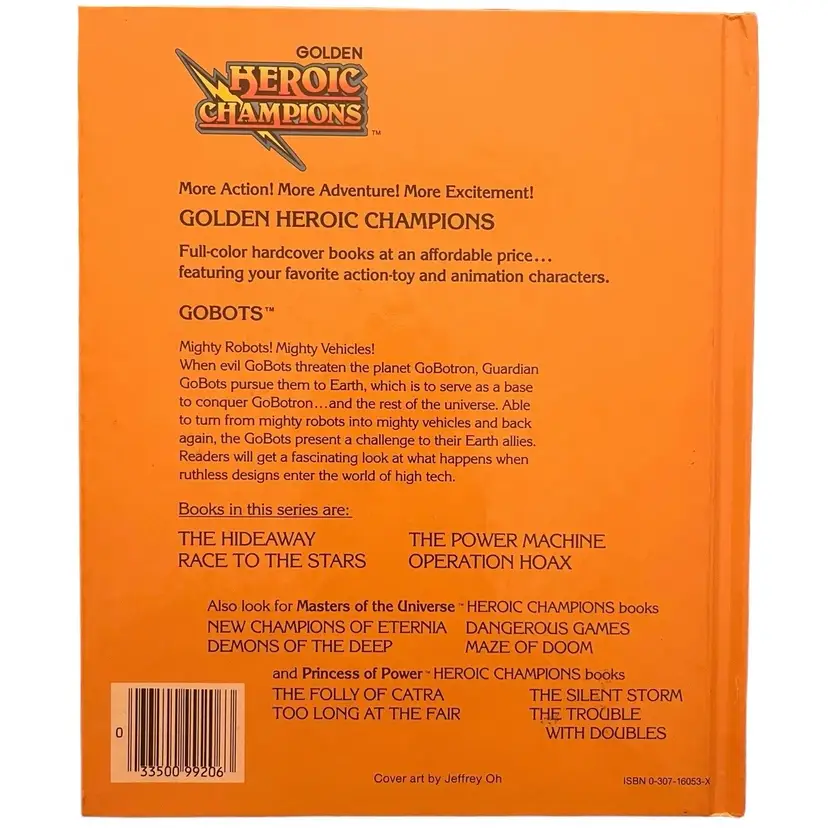 GOLDEN
HEROIC
CHAMPIONS™
More Action! More Adventure! More Excitement!
GOLDEN HEROIC CHAMPIONS
Full-color hardcover books at an affordable price...
featuring your favorite action-toy and animation characters.
GOBOTS™
Mighty Robots! Mighty Vehicles!
When evil GoBots threaten the planet GoBotron, Guardian
GoBots pursue them to Earth, which is to serve as a base
to conquer GoBotron...and the rest of the universe. Able
to turn from mighty robots into mighty vehicles and back
again, the GoBots present a challenge to their Earth allies.
Readers will get a fascinating look at what happens when
ruthless designs enter the world of high tech.
Books in this series are:
THE HIDEAWAY THE POWER MACHINE
RACE TO THE STARS OPERATION HOAX
Also look for Masters of the Universe™ HEROIC CHAMPIONS books
NEW CHAMPIONS OF ETERNIA DANGEROUS GAMES
DEMONS OF THE DEEP MAZE OF DOOM
and Princess of Power™ HEROIC CHAMPIONS books
THE FOLLY OF CATRA THE SILENT STORM
TOO LONG AT THE FAIR THE TROUBLE
WITH DOUBLES
0 33500 99206
Cover art by Jeffrey Oh
ISBN 0-307-16053-X